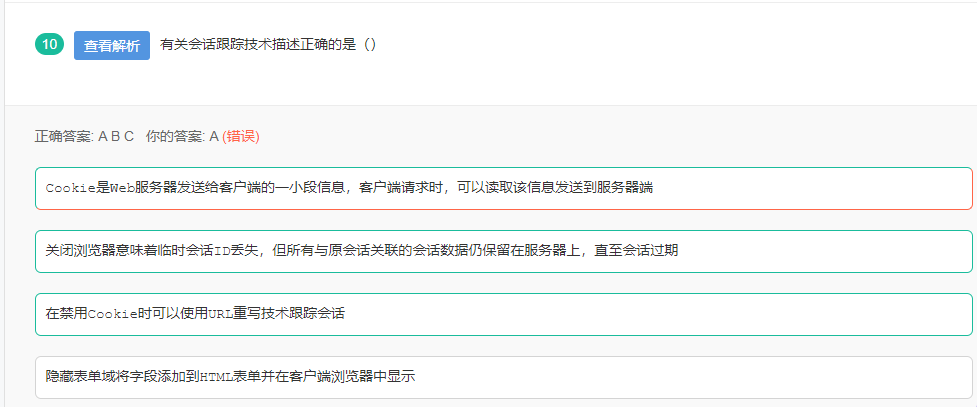 10 查看解析 有关会话跟踪技术描述正确的是（）
正确答案: A B C 你的答案: A (错误)
Cookie是Web服务器发送给客户端的一小段信息，客户端请求时，可以读取该信息发送到服务器端
关闭浏览器意味着临时会话ID丢失，但所有与原会话关联的会话数据仍保留在服务器上，直至会话过期
在禁用Cookie时可以使用URL重写技术跟踪会话
隐藏表单域将字段添加到HTML表单并在客户端浏览器中显示